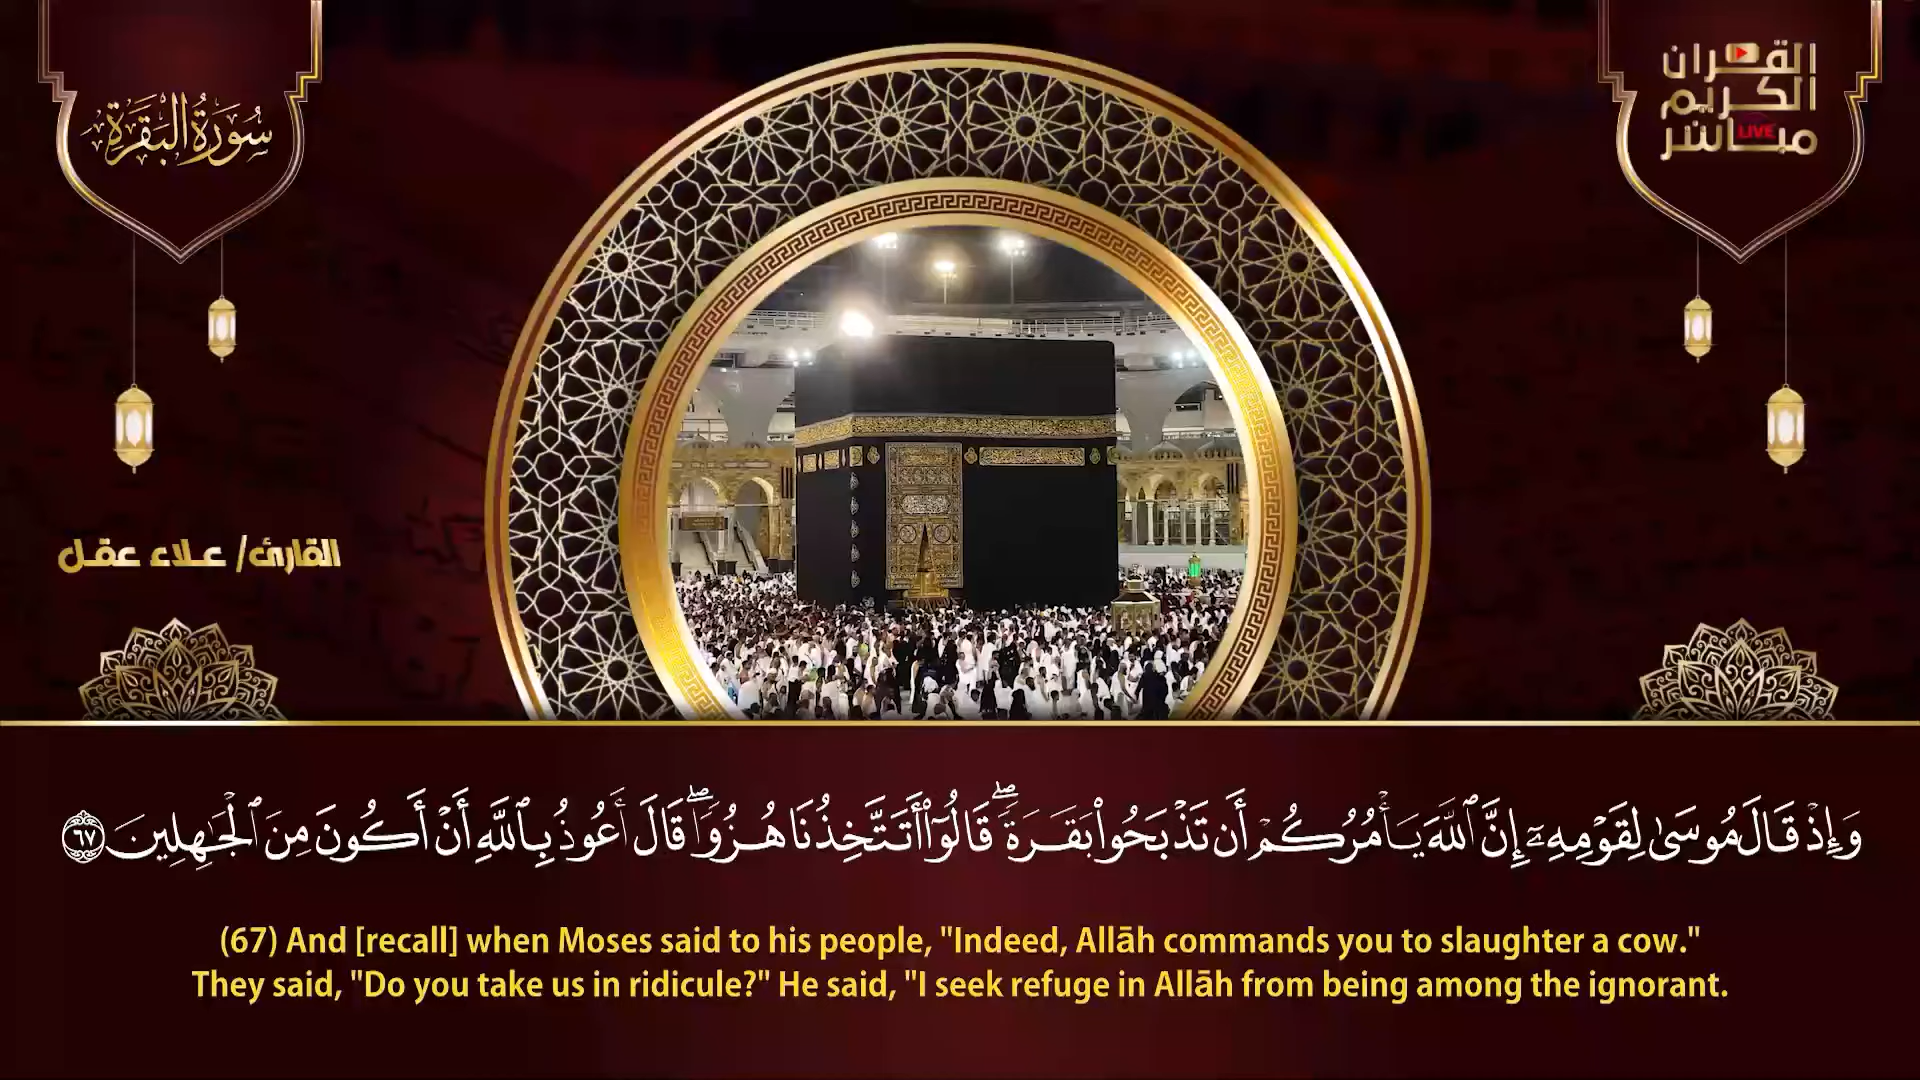 سُورَةُ البَقَرَةِ
القران
الكريم
مباشر
LIVE
القارئ/ علاء عقل
وَإِذْ قَالَ مُوسَىٰ لِقَوْمِهِۦٓ إِنَّ ٱللَّهَ يَأْمُرُكُمْ أَن تَذْبَحُوا۟ بَقَرَةًۖ قَالُوٓا۟ أَتَتَّخِذُنَا هُزُوًاۖ قَالَ أَعُوذُ بِٱللَّهِ أَنْ أَكُونَ مِنَ ٱلْجَٰهِلِينَ ٦٧
(67) And [recall] when Moses said to his people, "Indeed, Allāh commands you to slaughter a cow."
They said, "Do you take us in ridicule?" He said, "I seek refuge in Allāh from being among the ignorant.